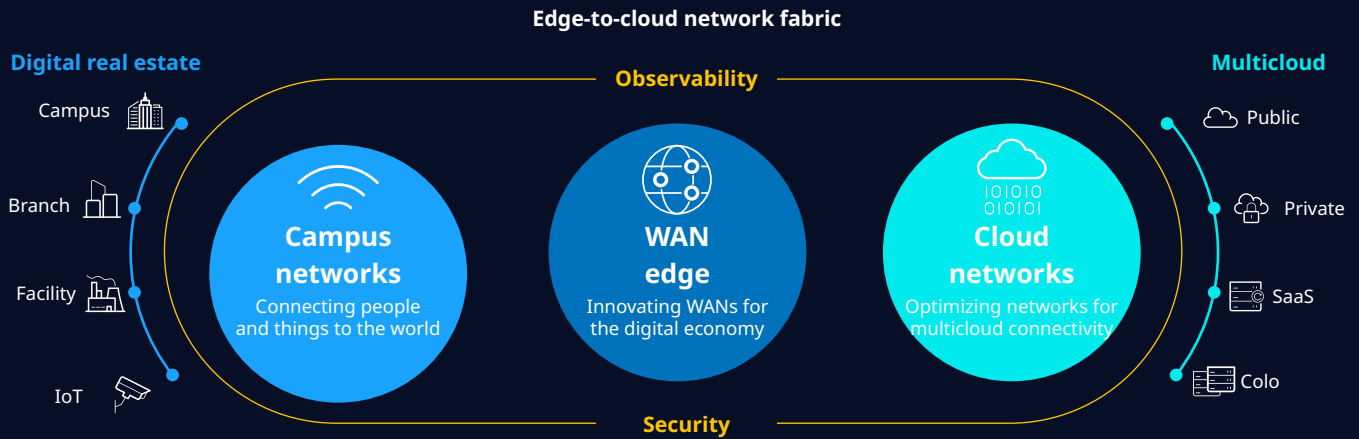 Edge-to-cloud network fabric
Digital real estate
Campus
Branch
Facility
IoT
Observability
Campus
networks
Connecting people
and things to the world
WAN
edge
Innovating WANs for
the digital economy
IOIOIO
OIOIOI
Cloud
networks
Optimizing networks for
multicloud connectivity
Security
Multicloud
Public
Private
SaaS
Colo